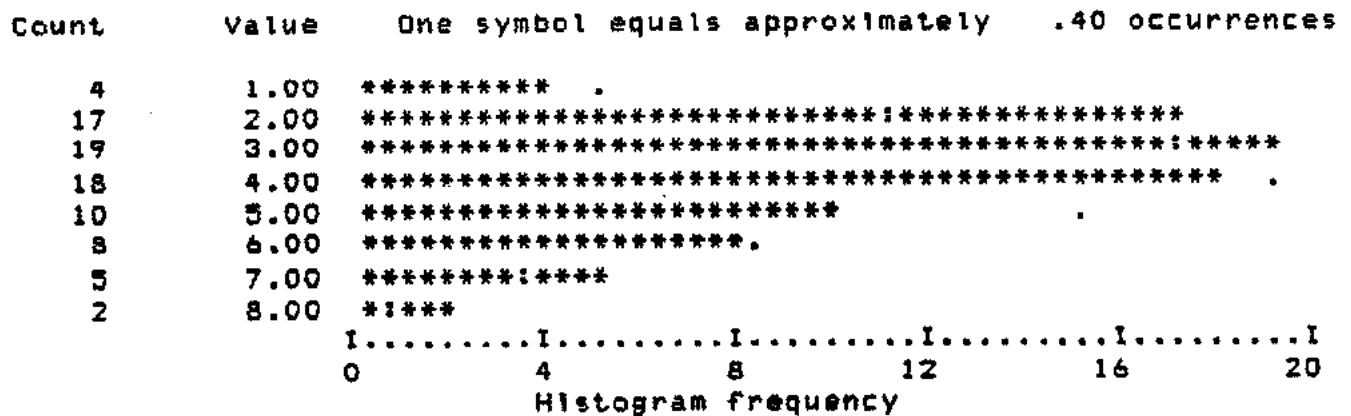 Count Value One symbol equals approximately .40 occurrences
4 1.00 ********** .
17 2.00 ***************************:***************
19 3.00 ******************************************:*****
18 4.00 ********************************************* .
10 5.00 ************************* .
8 6.00 ********************.
5 7.00 ********:****
2 8.00 *:***
I.........I.........I.........I.........I.........I
0 4 8 12 16 20
Histogram frequency